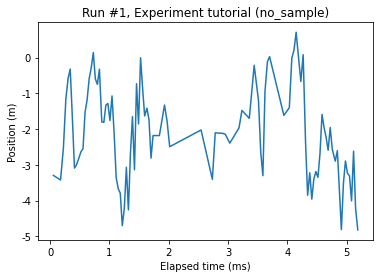 Run #1, Experiment tutorial (no_sample)
Position (m)
0
-1
-2
-3
-4
-5
0 1 2 3 4 5
Elapsed time (ms)